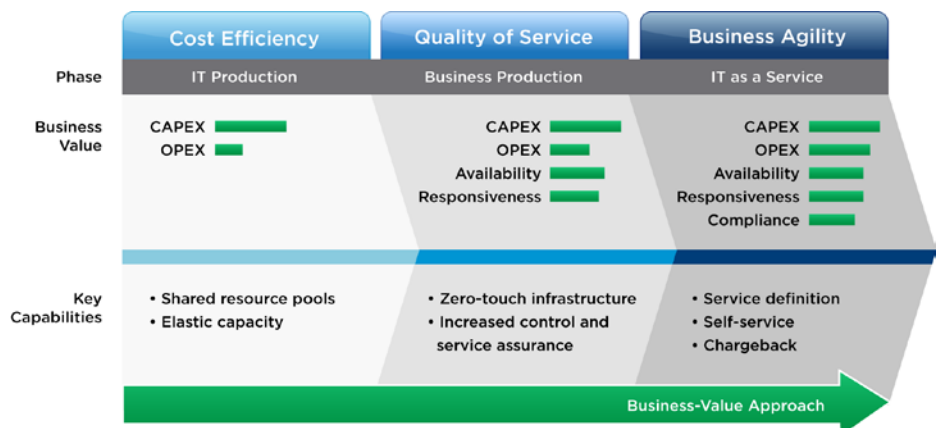 Cost Efficiency
Quality of Service
Business Agility
Phase
IT Production
Business Production
IT as a Service
Business
Value
CAPEX
OPEX
CAPEX
OPEX
Availability
Responsiveness
CAPEX
OPEX
Availability
Responsiveness
Compliance
Key
Capabilities
• Shared resource pools
• Elastic capacity
• Zero-touch infrastructure
• Increased control and
service assurance
• Service definition
• Self-service
• Chargeback
Business-Value Approach